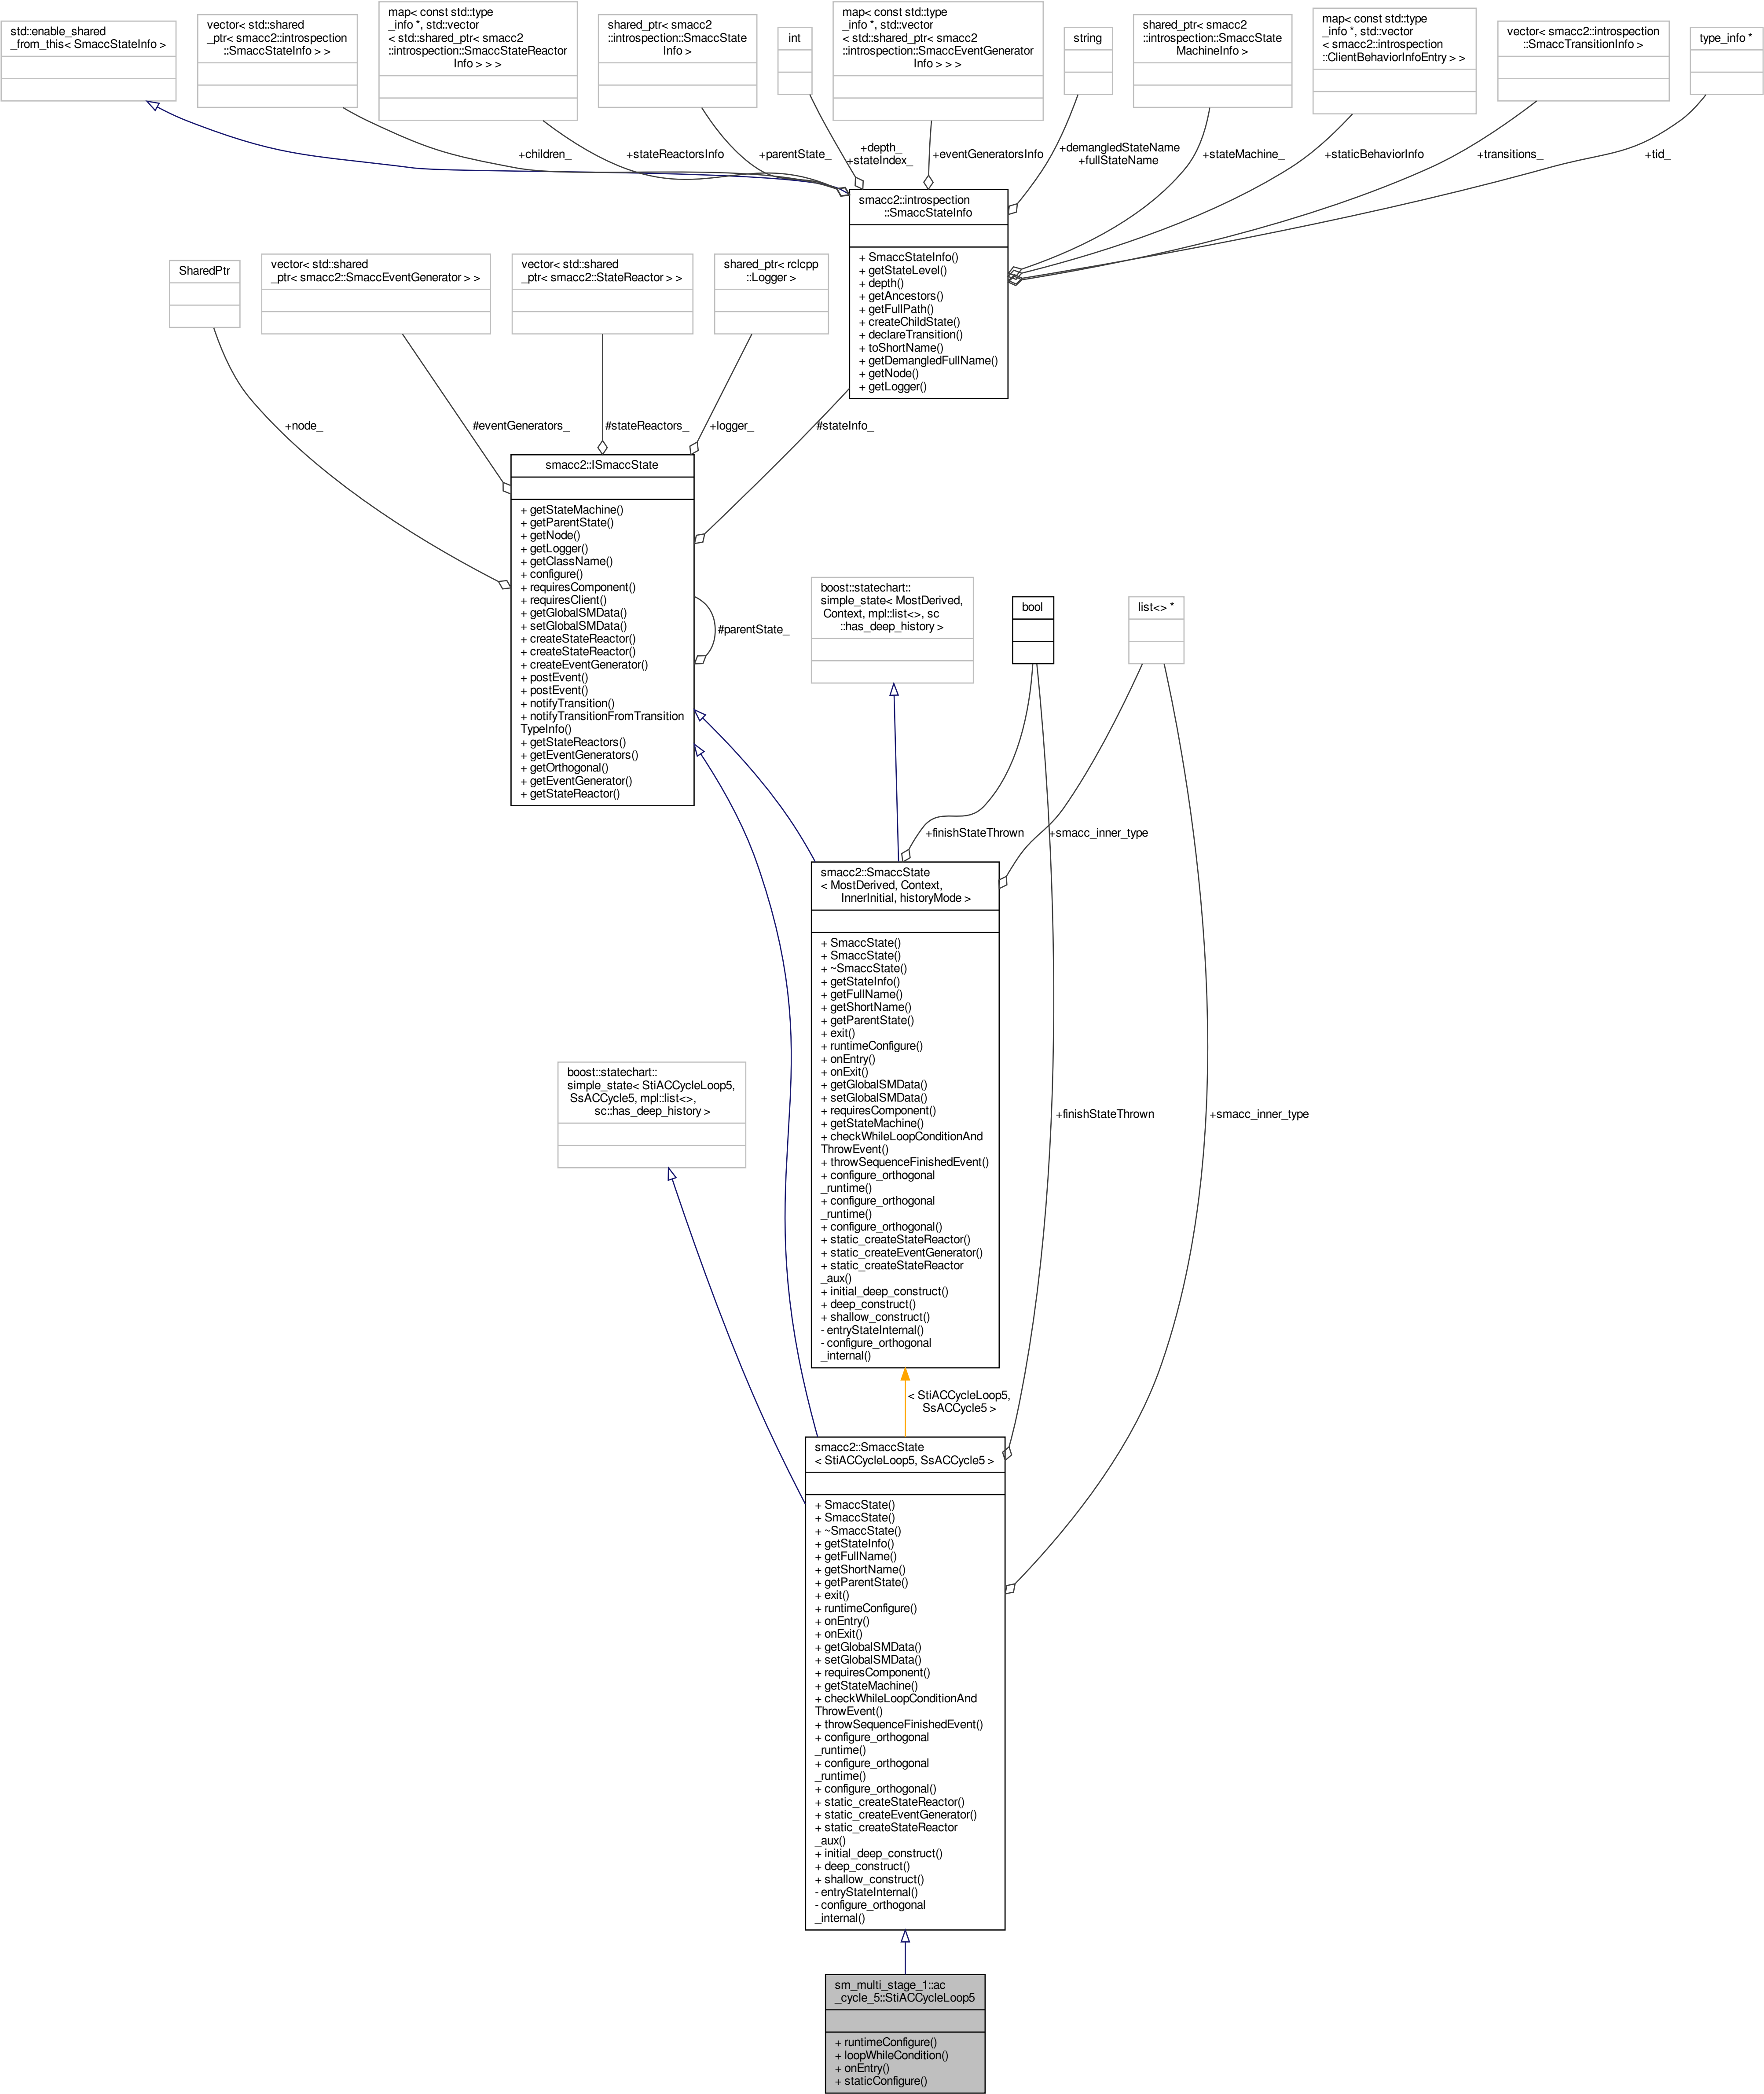 std::enable_shared
_from_this< SmaccStateInfo >
vector< std::shared
_ptr< smacc2::introspection
::SmaccStateInfo > >
map< const std::type
_info *, std::vector
< std::shared_ptr< smacc2
::introspection::SmaccStateReactor
Info > > >
shared_ptr< smacc2
::introspection::SmaccState
Info >
int
map< const std::type
_info *, std::vector
< std::shared_ptr< smacc2
::introspection::SmaccEventGenerator
Info > > >
string
shared_ptr< smacc2
::introspection::SmaccState
MachineInfo >
map< const std::type
_info *, std::vector
< smacc2::introspection
::ClientBehaviorInfoEntry > >
vector< smacc2::introspection
::SmaccTransitionInfo >
type_info *
+children_
+stateReactorsInfo
+parentState_
+depth_
+stateIndex_
+eventGeneratorsInfo
+demangledStateName
+fullStateName
+stateMachine_
+staticBehaviorInfo
+transitions_
+tid_
smacc2::introspection
::SmaccStateInfo
+ SmaccStateInfo()
+ getStateLevel()
+ depth()
+ getAncestors()
+ getFullPath()
+ createChildState()
+ declareTransition()
+ toShortName()
+ getDemangledFullName()
+ getNode()
+ getLogger()
SharedPtr
vector< std::shared
_ptr< smacc2::SmaccEventGenerator > >
vector< std::shared
_ptr< smacc2::StateReactor > >
shared_ptr< rclcpp
::Logger >
+node_
#eventGenerators_
#stateReactors_
+logger_
#stateInfo_
smacc2::ISmaccState
+ getStateMachine()
+ getParentState()
+ getNode()
+ getLogger()
+ getClassName()
+ configure()
+ requiresComponent()
+ requiresClient()
+ getGlobalSMData()
+ setGlobalSMData()
+ createStateReactor()
+ createStateReactor()
+ createEventGenerator()
+ postEvent()
+ postEvent()
+ notifyTransition()
+ notifyTransitionFromTransition
TypeInfo()
+ getStateReactors()
+ getEventGenerators()
+ getOrthogonal()
+ getEventGenerator()
+ getStateReactor()
#parentState_
boost::statechart::
simple_state< MostDerived,
Context, mpl::list<>, sc
::has_deep_history >
bool
list<> *
+finishStateThrown
+smacc_inner_type
smacc2::SmaccState
< MostDerived, Context,
InnerInitial, historyMode >
+ SmaccState()
+ SmaccState()
+ ~SmaccState()
+ getStateInfo()
+ getFullName()
+ getShortName()
+ getParentState()
+ exit()
+ runtimeConfigure()
+ onEntry()
+ onExit()
+ getGlobalSMData()
+ setGlobalSMData()
+ requiresComponent()
+ getStateMachine()
+ checkWhileLoopConditionAnd
ThrowEvent()
+ throwSequenceFinishedEvent()
+ configure_orthogonal
_runtime()
+ configure_orthogonal
_runtime()
+ configure_orthogonal()
+ static_createStateReactor()
+ static_createEventGenerator()
+ static_createStateReactor
_aux()
+ initial_deep_construct()
+ deep_construct()
+ shallow_construct()
- entryStateInternal()
- configure_orthogonal
_internal()
boost::statechart::
simple_state< StiACCycleLoop5,
SsACCycle5, mpl::list<>,
sc::has_deep_history >
+finishStateThrown
+smacc_inner_type
< StiACCycleLoop5,
SsACCycle5 >
smacc2::SmaccState
< StiACCycleLoop5, SsACCycle5 >
+ SmaccState()
+ SmaccState()
+ ~SmaccState()
+ getStateInfo()
+ getFullName()
+ getShortName()
+ getParentState()
+ exit()
+ runtimeConfigure()
+ onEntry()
+ onExit()
+ getGlobalSMData()
+ setGlobalSMData()
+ requiresComponent()
+ getStateMachine()
+ checkWhileLoopConditionAnd
ThrowEvent()
+ throwSequenceFinishedEvent()
+ configure_orthogonal
_runtime()
+ configure_orthogonal
_runtime()
+ configure_orthogonal()
+ static_createStateReactor()
+ static_createEventGenerator()
+ static_createStateReactor
_aux()
+ initial_deep_construct()
+ deep_construct()
+ shallow_construct()
- entryStateInternal()
- configure_orthogonal
_internal()
sm_multi_stage_1::ac
_cycle_5::StiACCycleLoop5
+ runtimeConfigure()
+ loopWhileCondition()
+ onEntry()
+ staticConfigure()